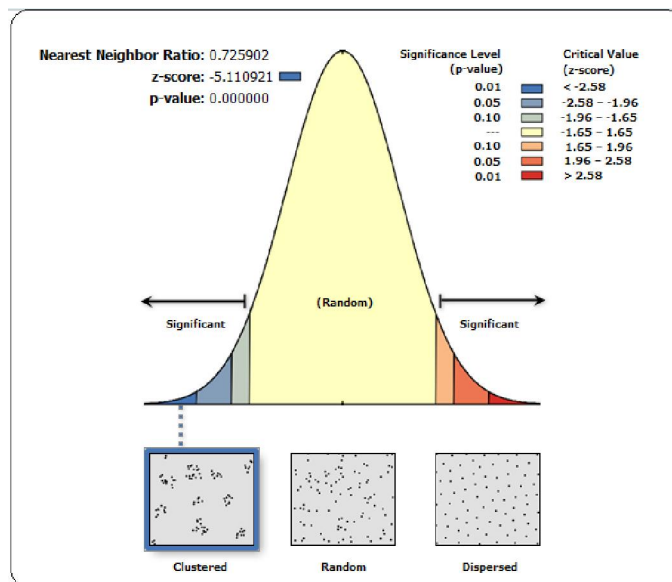 Nearest Neighbor Ratio: 0.725902
z-score: -5.110921
p-value: 0.000000
Significance Level
(p-value)
Critical Value
(z-score)
0.01 < -2.58
0.05 -2.58 – -1.96
0.10 -1.96 – -1.65
--- -1.65 – 1.65
0.10 1.65 – 1.96
0.05 1.96 – 2.58
0.01 > 2.58
Significant
(Random)
Significant
Clustered
Random
Dispersed